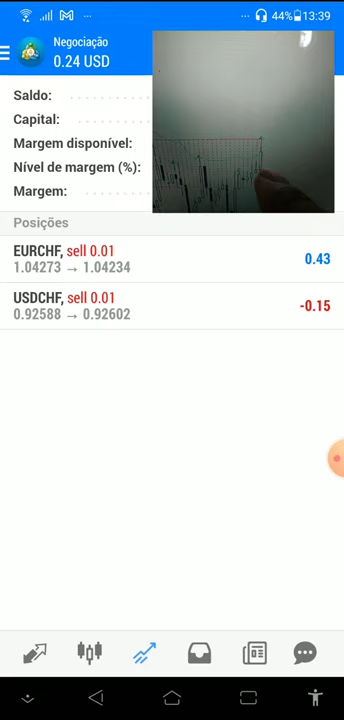 ... 44% 13:39
Negociação
0.24 USD
Saldo:
Capital:
Margem disponível:
Nível de margem (%):
Margem:
Posições
EURCHF, sell 0.01
1.04273 → 1.04234 0.43
USDCHF, sell 0.01
0.92588 → 0.92602 -0.15